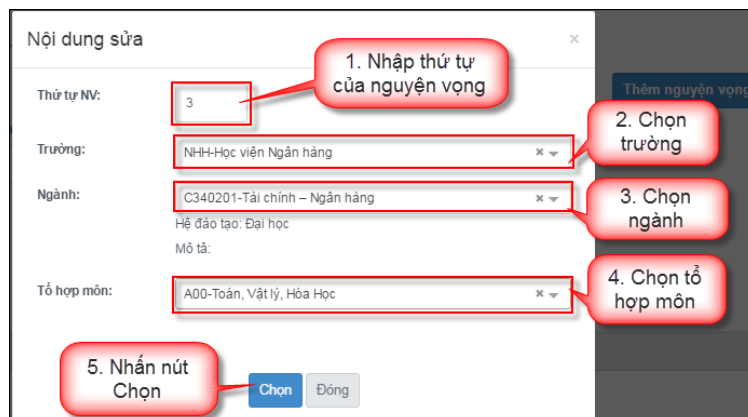 Nội dung sửa
×
1. Nhập thứ tự
của nguyện vọng
Thứ tự NV:
3
Thêm nguyện vọng
2. Chọn
trường
Trường:
NHH-Học viện Ngân hàng
×
Ngành:
C340201-Tài chính – Ngân hàng
×
3. Chọn
ngành
Hệ đào tạo: Đại học
Mô tả:
4. Chọn tổ
hợp môn
Tổ hợp môn:
A00-Toán, Vật lý, Hóa Học
×
5. Nhấn nút
Chọn
Chọn
Đóng